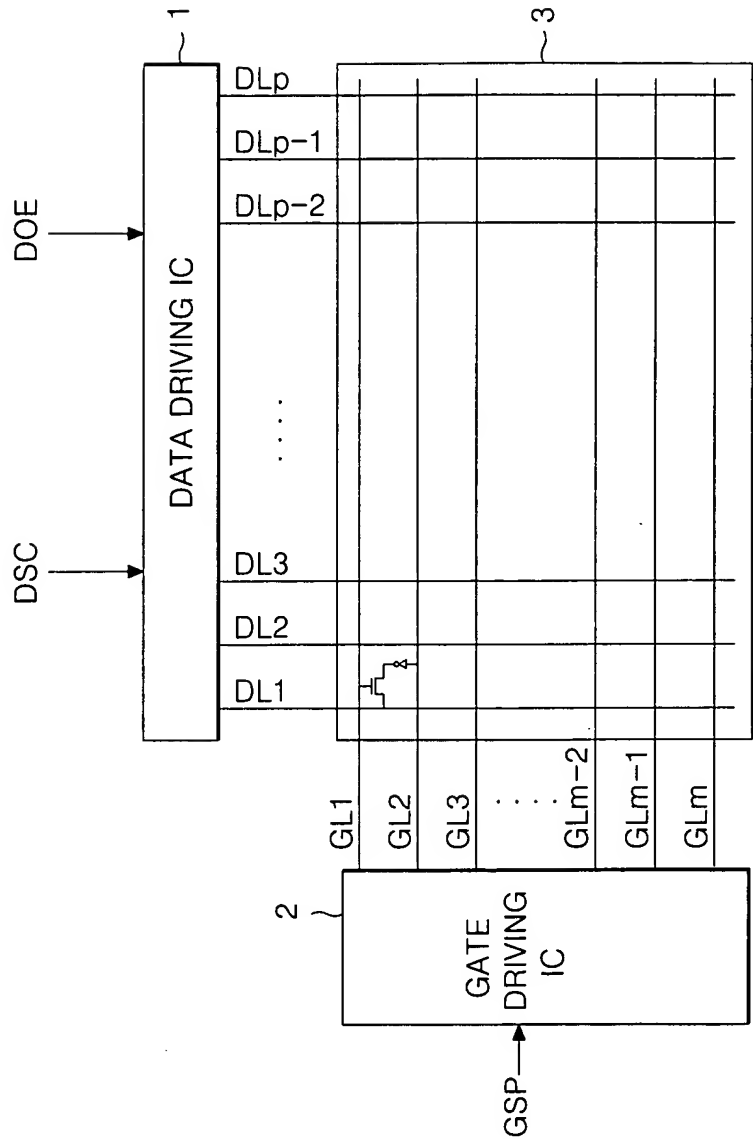 DSC
DOE
1
DATA DRIVING IC
DL1
DL2
DL3
. . . .
DLp-2
DLp-1
DLp
2
3
GATE
DRIVING
IC
GSP
GL1
GL2
GL3
. . . .
GLm-2
GLm-1
GLm